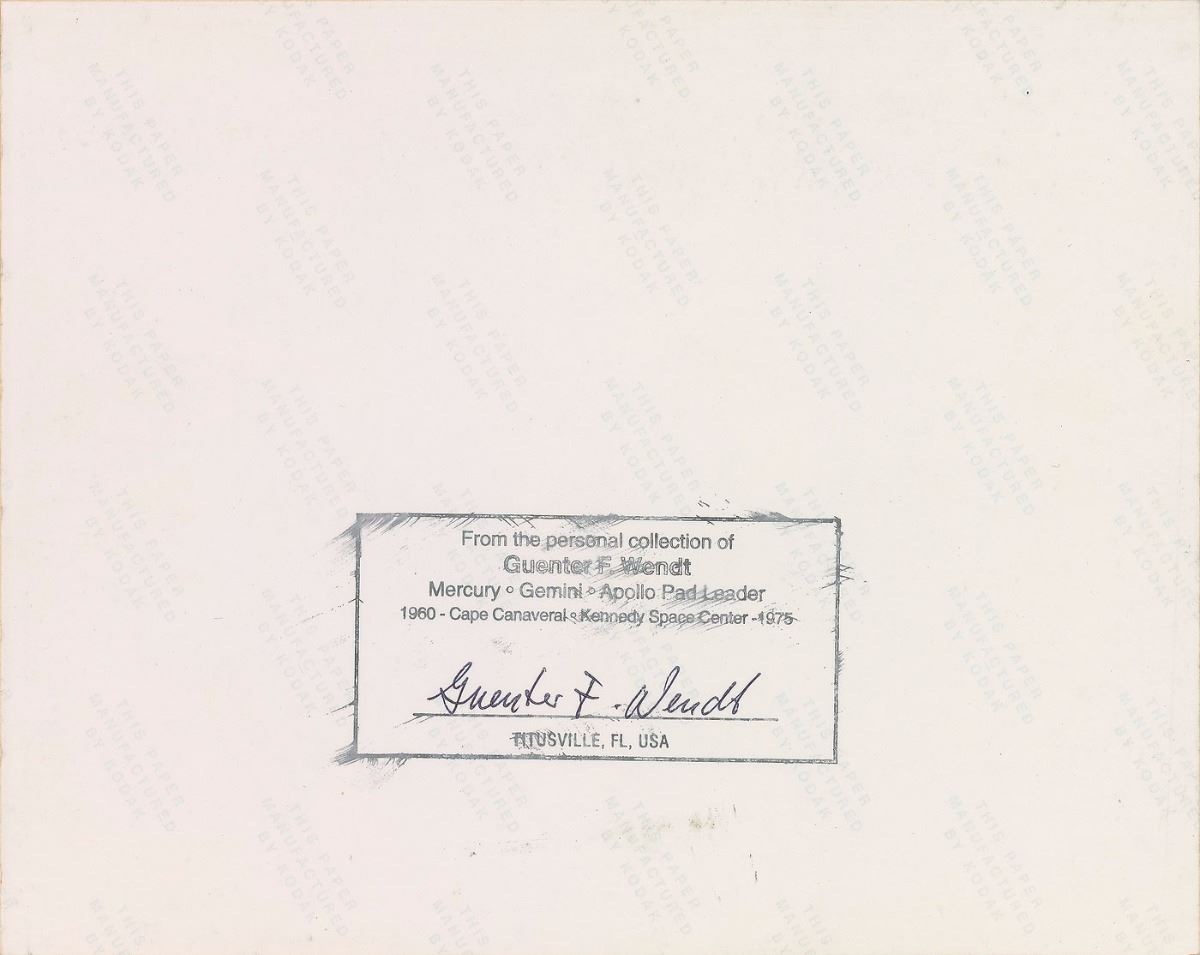 From the personal collection of
Guenter F. Wendt
Mercury ° Gemini ° Apollo Pad Leader
1960 - Cape Canaveral ° Kennedy Space Center - 1975
Guenter F. Wendt
TITUSVILLE, FL, USA
THIS PAPER
MANUFACTURED
BY KODAK